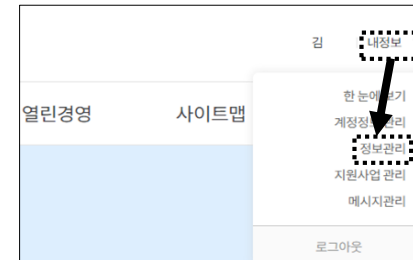 김 내정보
열린경영 사이트맵
한 눈에 보기
계정정보관리
정보관리
지원사업 관리
메시지관리
로그아웃